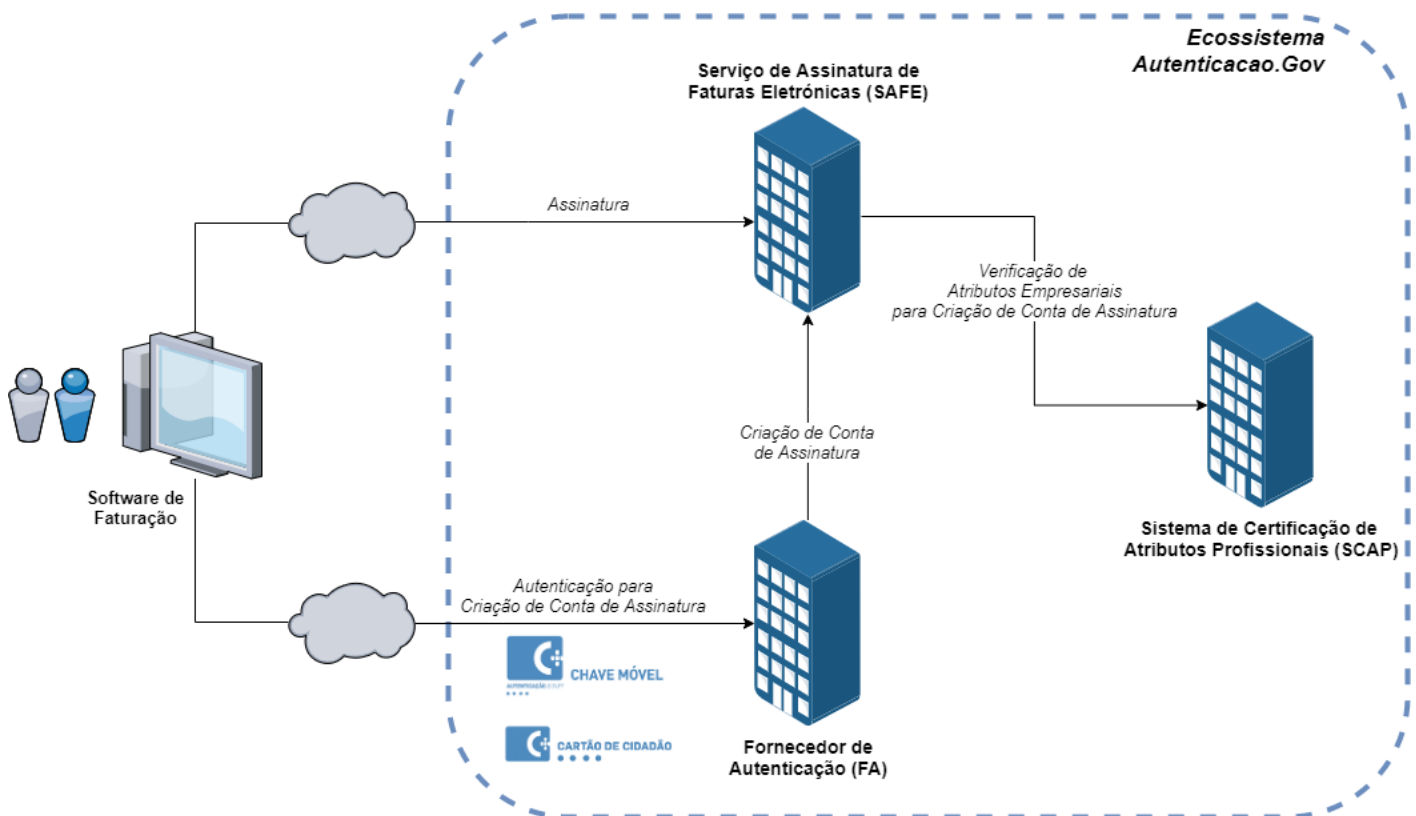 Ecossistema
Autenticacao.Gov
Serviço de Assinatura de
Faturas Eletrónicas (SAFE)
Assinatura
Verificação de
Atributos Empresariais
para Criação de Conta de Assinatura
Criação de Conta
de Assinatura
Software de
Faturação
Sistema de Certificação de
Atributos Profissionais (SCAP)
Autenticação para
Criação de Conta de Assinatura
CHAVE MÓVEL
CARTÃO DE CIDADÃO
Fornecedor de
Autenticação (FA)